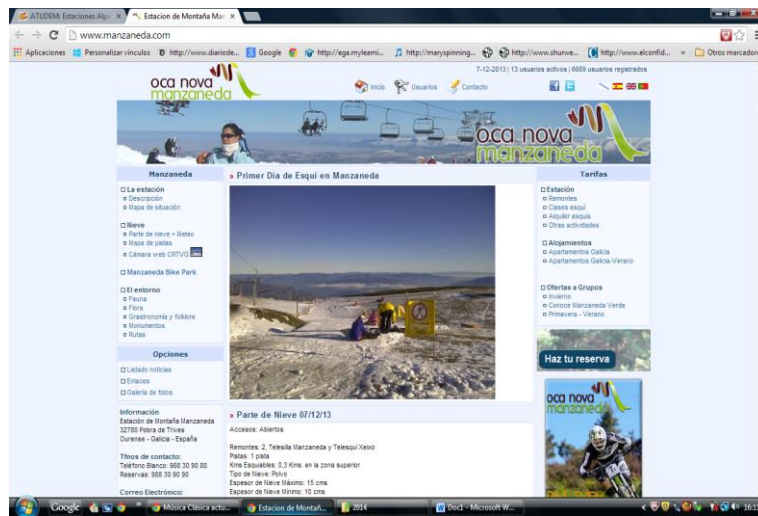 ATUDEM: Estaciones Alpi
Estacion de Montaña Man
www.manzaneda.com
Aplicaciones
Personalizar vínculos
http://www.diariode...
Google
http://ega.mylearni...
http://maryspinning...
http://www.shurwe...
http://www.elconfid...
Otros marcadores
7-12-2013 | 13 usuarios activos | 6669 usuarios registrados
oca nova
manzaneda
Inicio
Usuarios
Contacto
oca nova
manzaneda
Manzaneda
La estación
Descripción
Mapa de situación
Nieve
Parte de nieve + Meteo
Mapa de pistas
Cámara web CRTVG
Manzaneda Bike Park
El entorno
Fauna
Flora
Grastronomía y folklore
Monumentos
Rutas
Opciones
Listado noticias
Enlaces
Galería de fotos
Información
Estación de Montaña Manzaneda
32780 Pobra de Trives
Ourense - Galicia - España
Tfnos de contacto:
Teléfono Blanco: 988 30 90 80
Reservas: 988 30 90 90
Correo Electrónico:
» Primer Dia de Esqui en Manzaneda
» Parte de Nieve 07/12/13
Accesos: Abiertos
Remontes: 2, Telesilla Manzaneda y Telesquí Xeixo
Pistas: 1 pista
Kms Esquiables: 0,3 Kms. en la zona superior
Tipo de Nieve: Polvo
Espesor de Nieve Máximo: 15 cms
Espesor de Nieve Mínimo: 10 cms
Tarifas
Estación
Remontes
Clases esquí
Alquiler esquís
Otras actividades
Alojamientos
Apartamentos Galicia
Apartamentos Galicia-Verano
Ofertas a Grupos
Invierno
Conoce Manzaneda Verde
Primavera - Verano
Haz tu reserva
oca nova
manzaneda
Google
Música Clásica actu...
Estacion de Montañ...
2014
Doc1 - Microsoft W...